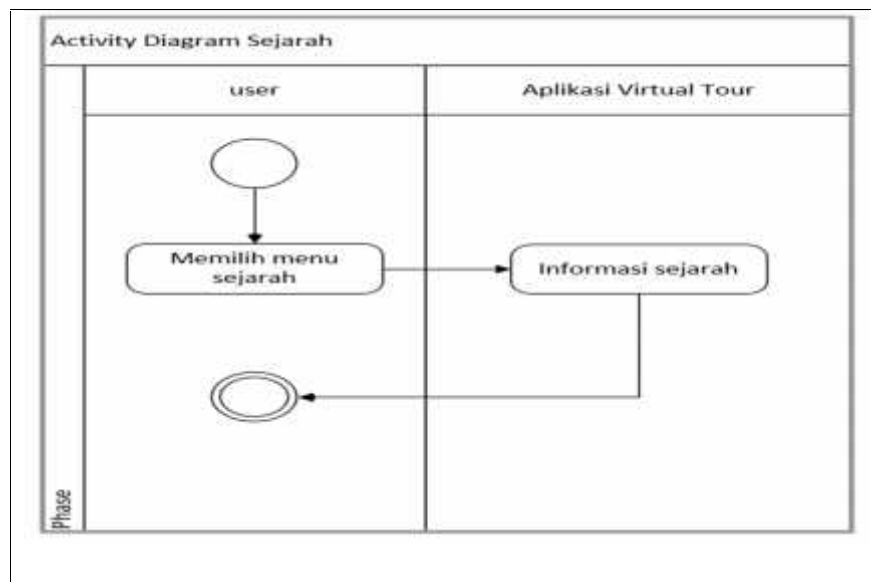 Activity Diagram Sejarah
user
Aplikasi Virtual Tour
Memilih menu
sejarah
Informasi sejarah
Phase